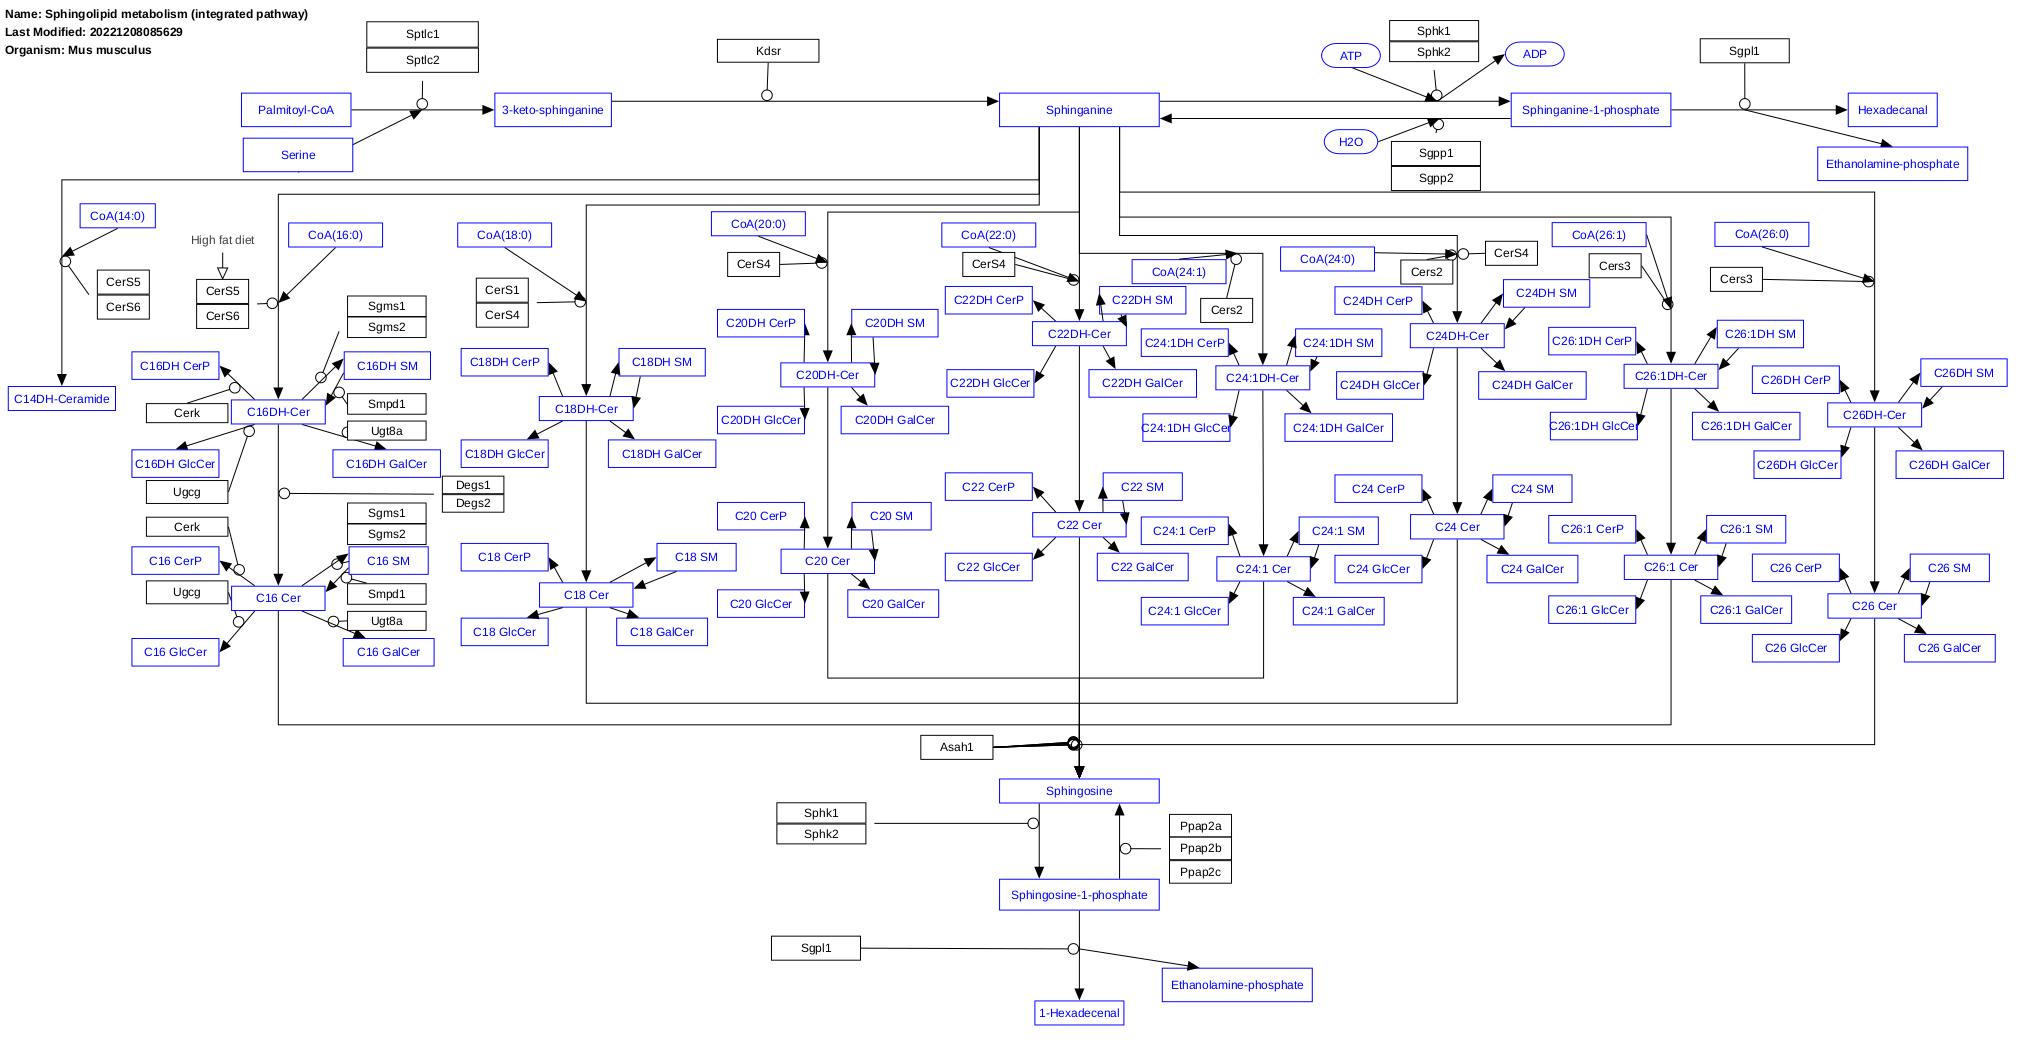 Name: Sphingolipid metabolism (integrated pathway)
Last Modified: 20221208085629
Organism: Mus musculus
Sptlc1
Sptlc2
Kdsr
Sphk1
Sphk2
ATP
ADP
Sgpl1
Palmitoyl-CoA
3-keto-sphinganine
Sphinganine
Sphinganine-1-phosphate
Hexadecanal
Serine
H2O
Sgpp1
Sgpp2
Ethanolamine-phosphate
CoA(14:0)
High fat diet
CoA(16:0)
CoA(18:0)
CoA(20:0)
CoA(22:0)
CoA(24:1)
CoA(24:0)
CoA(26:1)
CoA(26:0)
CerS5
CerS6
CerS5
CerS6
CerS1
CerS4
CerS4
CerS4
Cers2
Cers2
CerS4
Cers3
Cers3
Sgms1
Sgms2
C14DH-Ceramide
C16DH CerP
C16DH SM
Cerk
C16DH-Cer
Smpd1
Ugt8a
C16DH GlcCer
C16DH GalCer
Ugcg
Degs1
Degs2
Cerk
Sgms1
Sgms2
C16 CerP
C16 SM
Ugcg
C16 Cer
Smpd1
Ugt8a
C16 GlcCer
C16 GalCer
C18DH CerP
C18DH SM
C18DH-Cer
C18DH GlcCer
C18DH GalCer
C18 CerP
C18 SM
C18 Cer
C18 GlcCer
C18 GalCer
C20DH CerP
C20DH SM
C20DH-Cer
C20DH GlcCer
C20DH GalCer
C20 CerP
C20 SM
C20 Cer
C20 GlcCer
C20 GalCer
C22DH CerP
C22DH SM
C22DH-Cer
C22DH GlcCer
C22DH GalCer
C22 CerP
C22 SM
C22 Cer
C22 GlcCer
C22 GalCer
C24:1DH CerP
C24:1DH SM
C24:1DH-Cer
C24:1DH GlcCer
C24:1DH GalCer
C24:1 CerP
C24:1 SM
C24:1 Cer
C24:1 GlcCer
C24:1 GalCer
C24DH CerP
C24DH SM
C24DH-Cer
C24DH GlcCer
C24DH GalCer
C24 CerP
C24 SM
C24 Cer
C24 GlcCer
C24 GalCer
C26:1DH CerP
C26:1DH SM
C26:1DH-Cer
C26:1DH GlcCer
C26:1DH GalCer
C26:1 CerP
C26:1 SM
C26:1 Cer
C26:1 GlcCer
C26:1 GalCer
C26DH CerP
C26DH SM
C26DH-Cer
C26DH GlcCer
C26DH GalCer
C26 CerP
C26 SM
C26 Cer
C26 GlcCer
C26 GalCer
Asah1
Sphingosine
Sphk1
Sphk2
Ppap2a
Ppap2b
Ppap2c
Sphingosine-1-phosphate
Sgpl1
Ethanolamine-phosphate
1-Hexadecenal